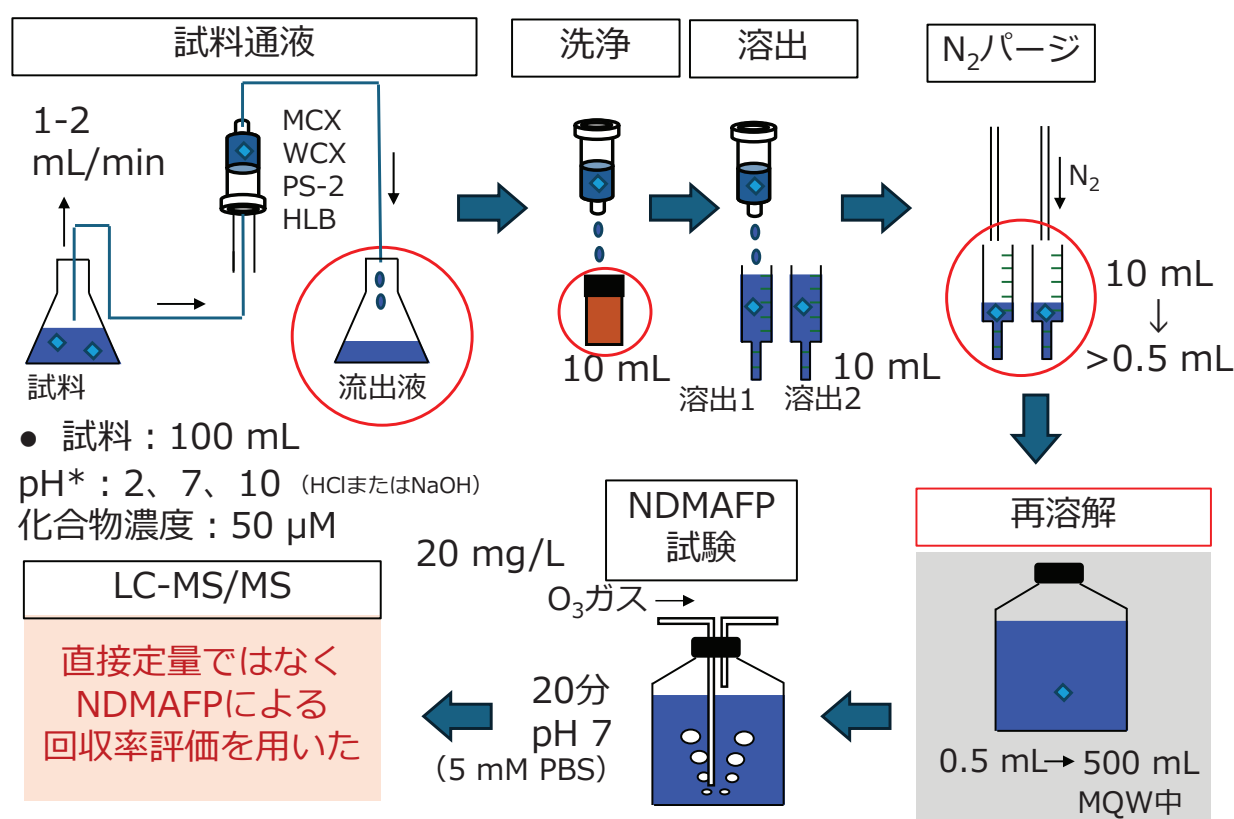 試料通液
1-2
mL/min
MCX
WCX
PS-2
HLB
試料
流出液
洗浄
10 mL
溶出
溶出1
溶出2
10 mL
N₂パージ
N₂
10 mL
↓
>0.5 mL
● 試料：100 mL
pH*：2、7、10 （HClまたはNaOH）
化合物濃度：50 μM
再溶解
0.5 mL→ 500 mL
MQW中
NDMAFP
試験
20 mg/L
O₃ガス
20分
pH 7
（5 mM PBS）
LC-MS/MS
直接定量ではなく
NDMAFPによる
回収率評価を用いた